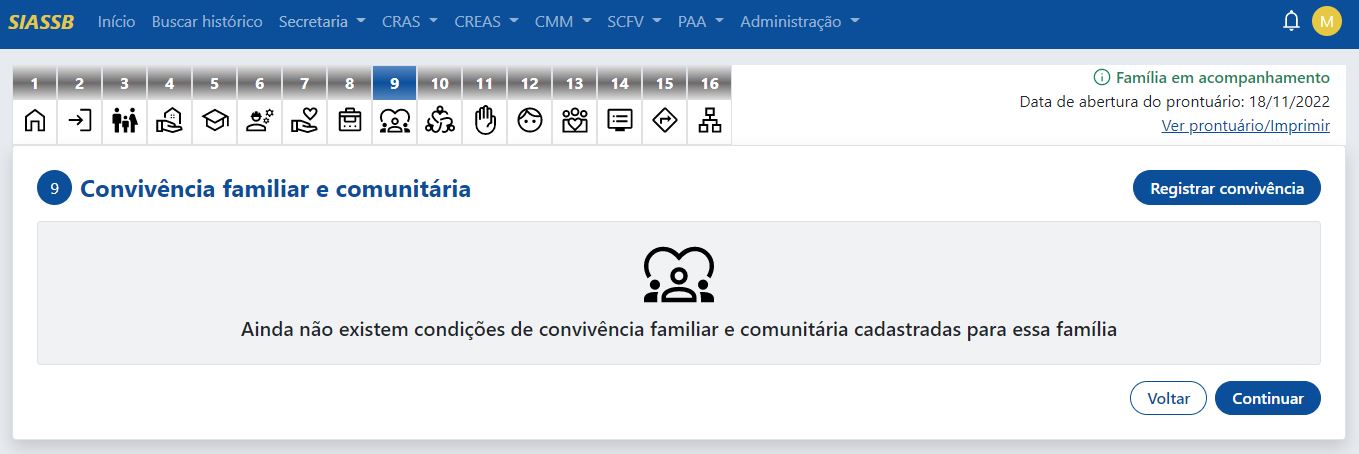 SIASSB Início Buscar histórico Secretaria CRAS CREAS CMM SCFV PAA Administração M
1 2 3 4 5 6 7 8 9 10 11 12 13 14 15 16
Família em acompanhamento
Data de abertura do prontuário: 18/11/2022
Ver prontuário/Imprimir
9 Convivência familiar e comunitária
Registrar convivência
Ainda não existem condições de convivência familiar e comunitária cadastradas para essa família
Voltar Continuar